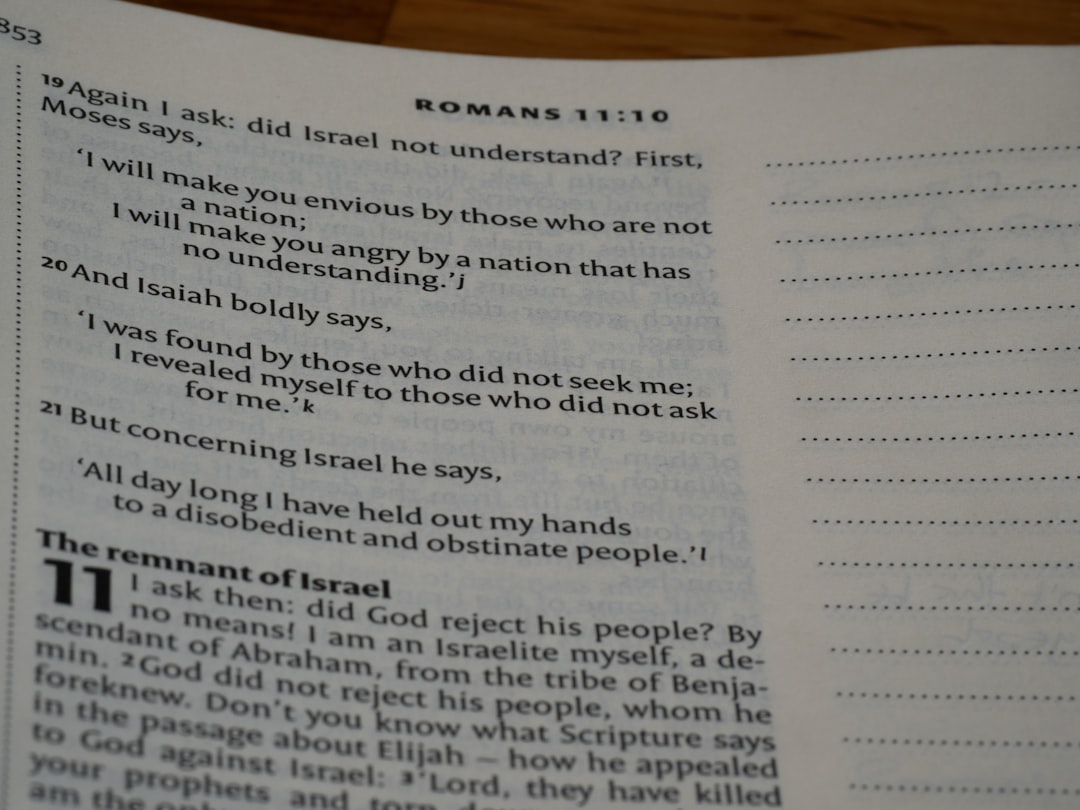 853
ROMANS 11:10
19 Again I ask: did Israel not understand? First,
Moses says,
‘I will make you envious by those who are not
a nation;
I will make you angry by a nation that has
no understanding.’j
20 And Isaiah boldly says,
‘I was found by those who did not seek me;
I revealed myself to those who did not ask
for me.’k
21 But concerning Israel he says,
‘All day long I have held out my hands
to a disobedient and obstinate people.’l
The remnant of Israel
11 I ask then: did God reject his people? By
no means! I am an Israelite myself, a de-
scendant of Abraham, from the tribe of Benja-
min. 2 God did not reject his people, whom he
foreknew. Don’t you know what Scripture says
in the passage about Elijah – how he appealed
to God against Israel: 3 ‘Lord, they have killed
your prophets and torn
am the